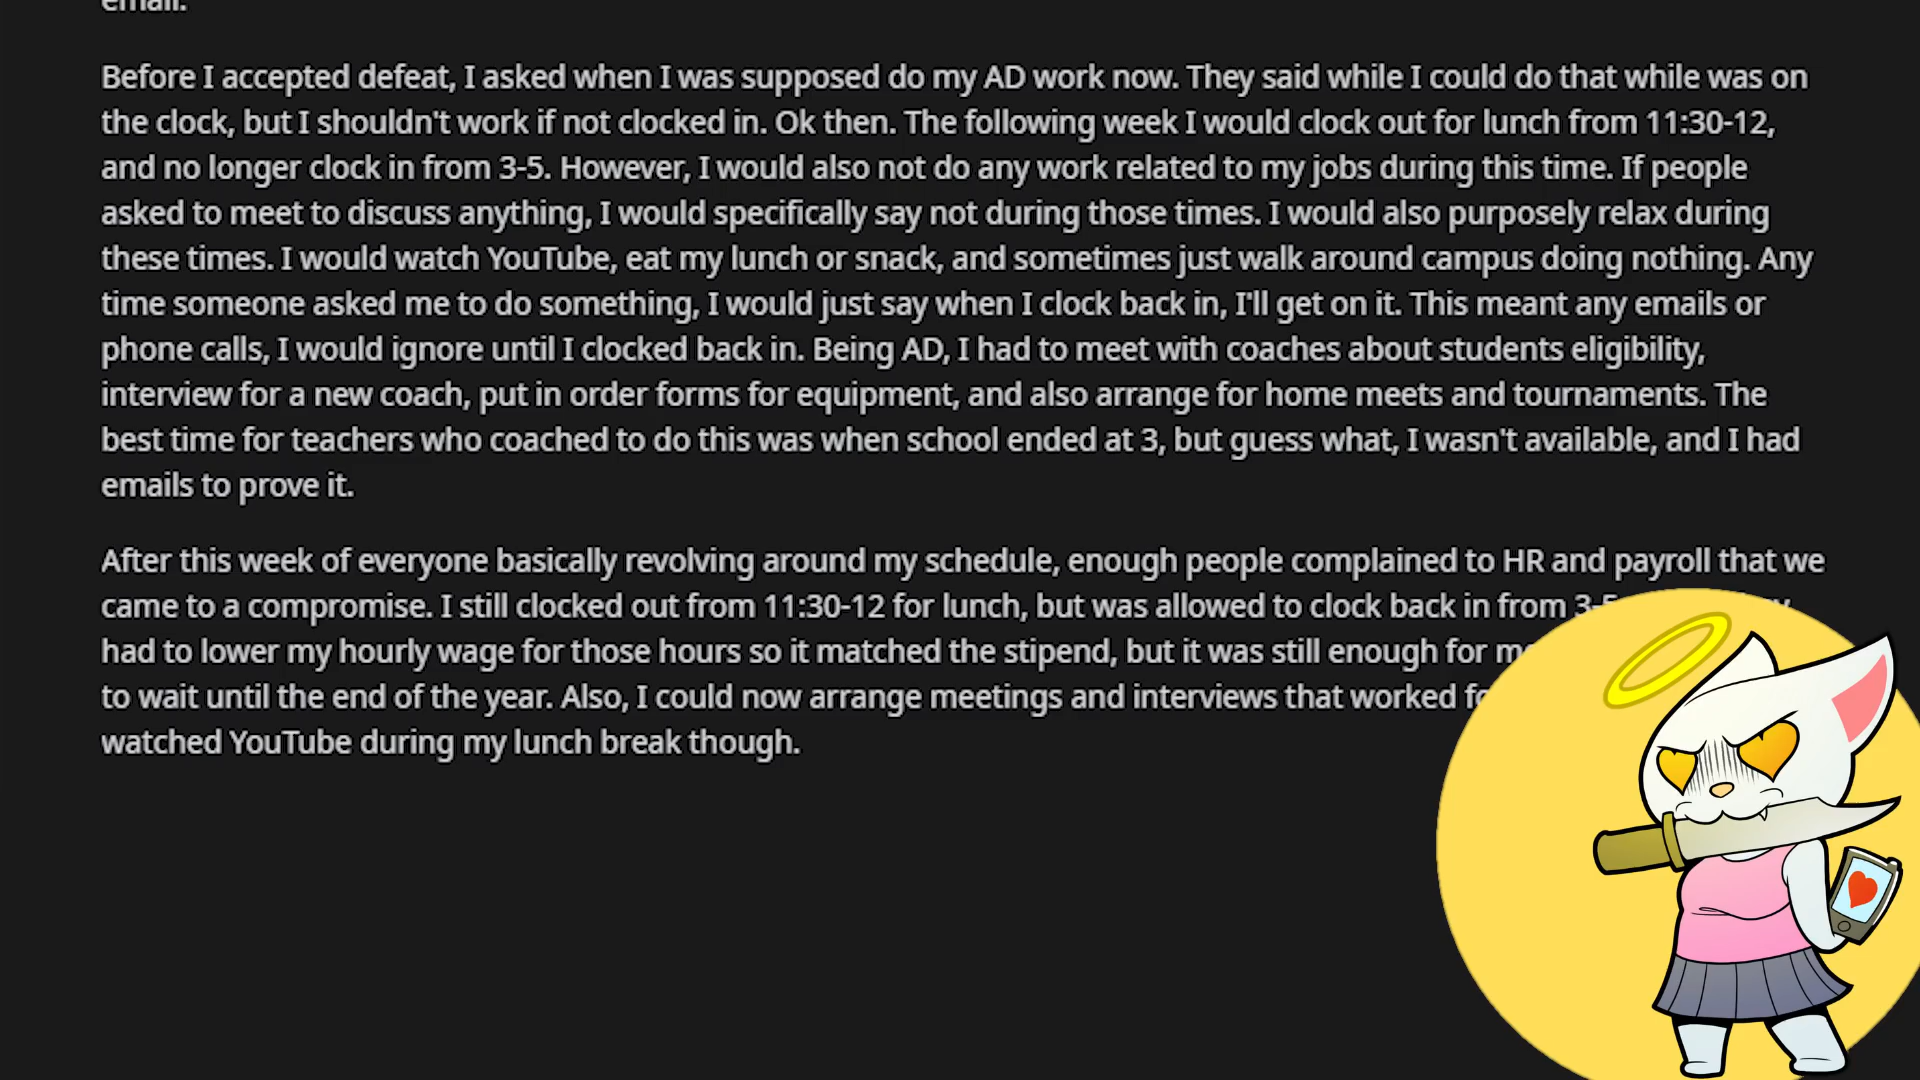 email.
Before I accepted defeat, I asked when I was supposed do my AD work now. They said while I could do that while was on
the clock, but I shouldn't work if not clocked in. Ok then. The following week I would clock out for lunch from 11:30-12,
and no longer clock in from 3-5. However, I would also not do any work related to my jobs during this time. If people
asked to meet to discuss anything, I would specifically say not during those times. I would also purposely relax during
these times. I would watch YouTube, eat my lunch or snack, and sometimes just walk around campus doing nothing. Any
time someone asked me to do something, I would just say when I clock back in, I'll get on it. This meant any emails or
phone calls, I would ignore until I clocked back in. Being AD, I had to meet with coaches about students eligibility,
interview for a new coach, put in order forms for equipment, and also arrange for home meets and tournaments. The
best time for teachers who coached to do this was when school ended at 3, but guess what, I wasn't available, and I had
emails to prove it.
After this week of everyone basically revolving around my schedule, enough people complained to HR and payroll that we
came to a compromise. I still clocked out from 11:30-12 for lunch, but was allowed to clock back in from 3-5
had to lower my hourly wage for those hours so it matched the stipend, but it was still enough for
to wait until the end of the year. Also, I could now arrange meetings and interviews that worked
watched YouTube during my lunch break though.